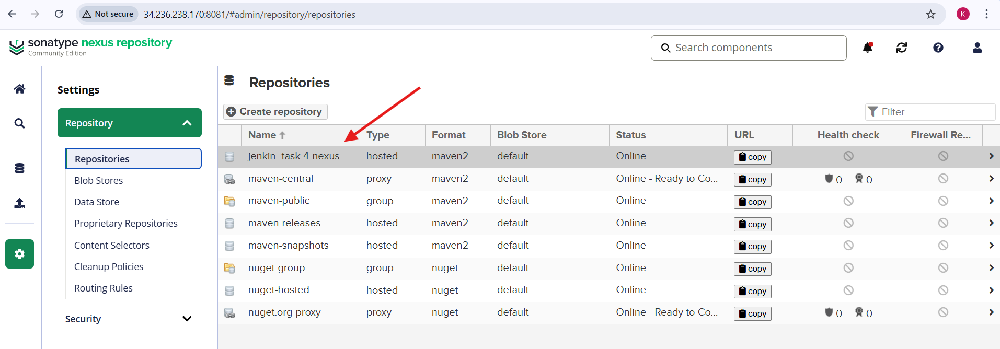 Not secure 34.236.238.170:8081/#admin/repository/repositories K
sonatype nexus repository
Community Edition
Search components
Settings
Repository
Repositories
Blob Stores
Data Store
Proprietary Repositories
Content Selectors
Cleanup Policies
Routing Rules
Security
Repositories
Create repository Filter
Name Type Format Blob Store Status URL Health check Firewall Re...
jenkin_task-4-nexus hosted maven2 default Online copy
maven-central proxy maven2 default Online - Ready to Co... copy 0 0
maven-public group maven2 default Online copy
maven-releases hosted maven2 default Online copy
maven-snapshots hosted maven2 default Online copy
nuget-group group nuget default Online copy
nuget-hosted hosted nuget default Online copy
nuget.org-proxy proxy nuget default Online - Ready to Co... copy 0 0